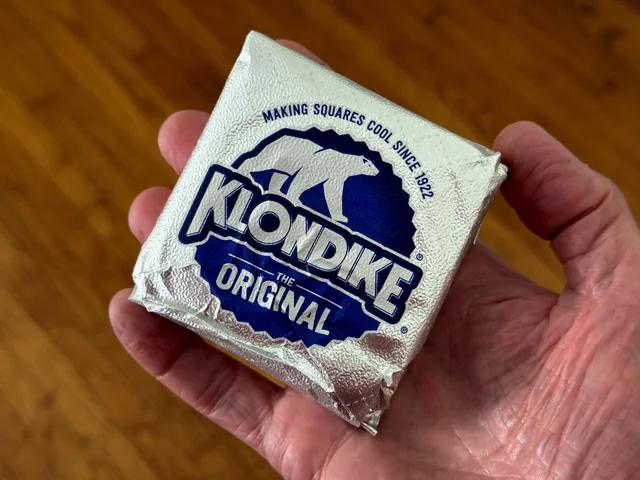 MAKING SQUARES COOL SINCE 1922
KLONDIKE®
THE
ORIGINAL®